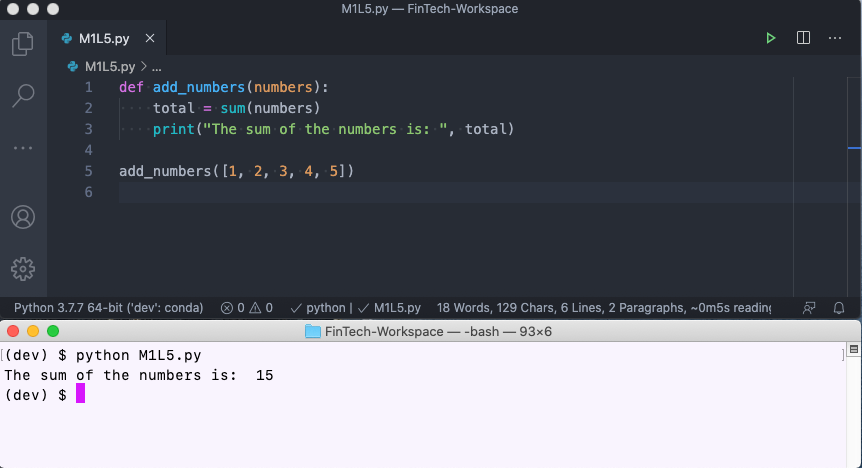 M1L5.py — FinTech-Workspace
M1L5.py
M1L5.py > ...
1 def add_numbers(numbers):
2     total = sum(numbers)
3     print("The sum of the numbers is: ", total)
4
5 add_numbers([1, 2, 3, 4, 5])
6
Python 3.7.7 64-bit ('dev': conda) 0 0 python | M1L5.py 18 Words, 129 Chars, 6 Lines, 2 Paragraphs, ~0m5s reading
FinTech-Workspace — -bash — 93×6
(dev) $ python M1L5.py
The sum of the numbers is:  15
(dev) $